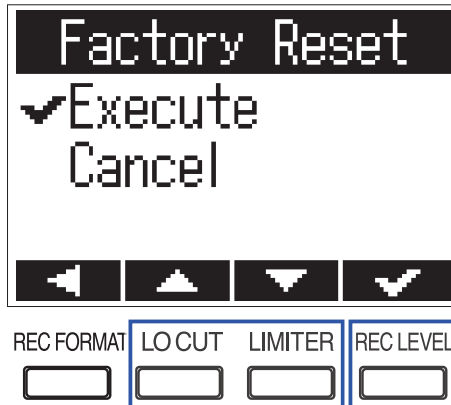 Factory Reset
Execute
Cancel
REC FORMAT LO CUT LIMITER REC LEVEL